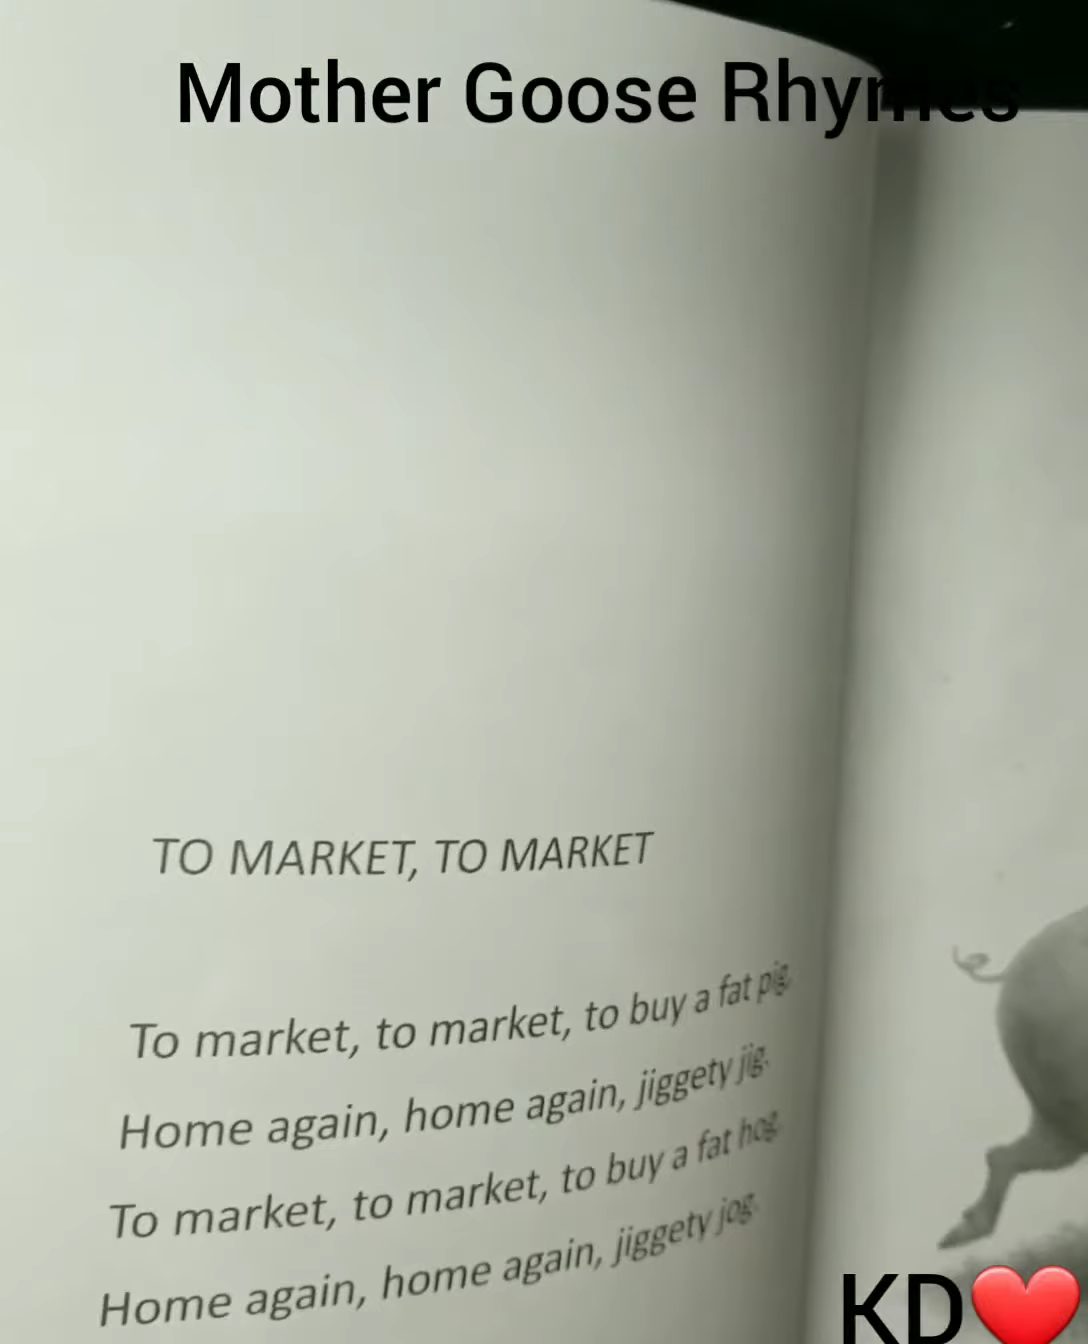 Mother Goose Rhymes
TO MARKET, TO MARKET
To market, to market, to buy a fat pig,
Home again, home again, jiggety jig.
To market, to market, to buy a fat hog
Home again, home again, jiggety jog.
KD❤️